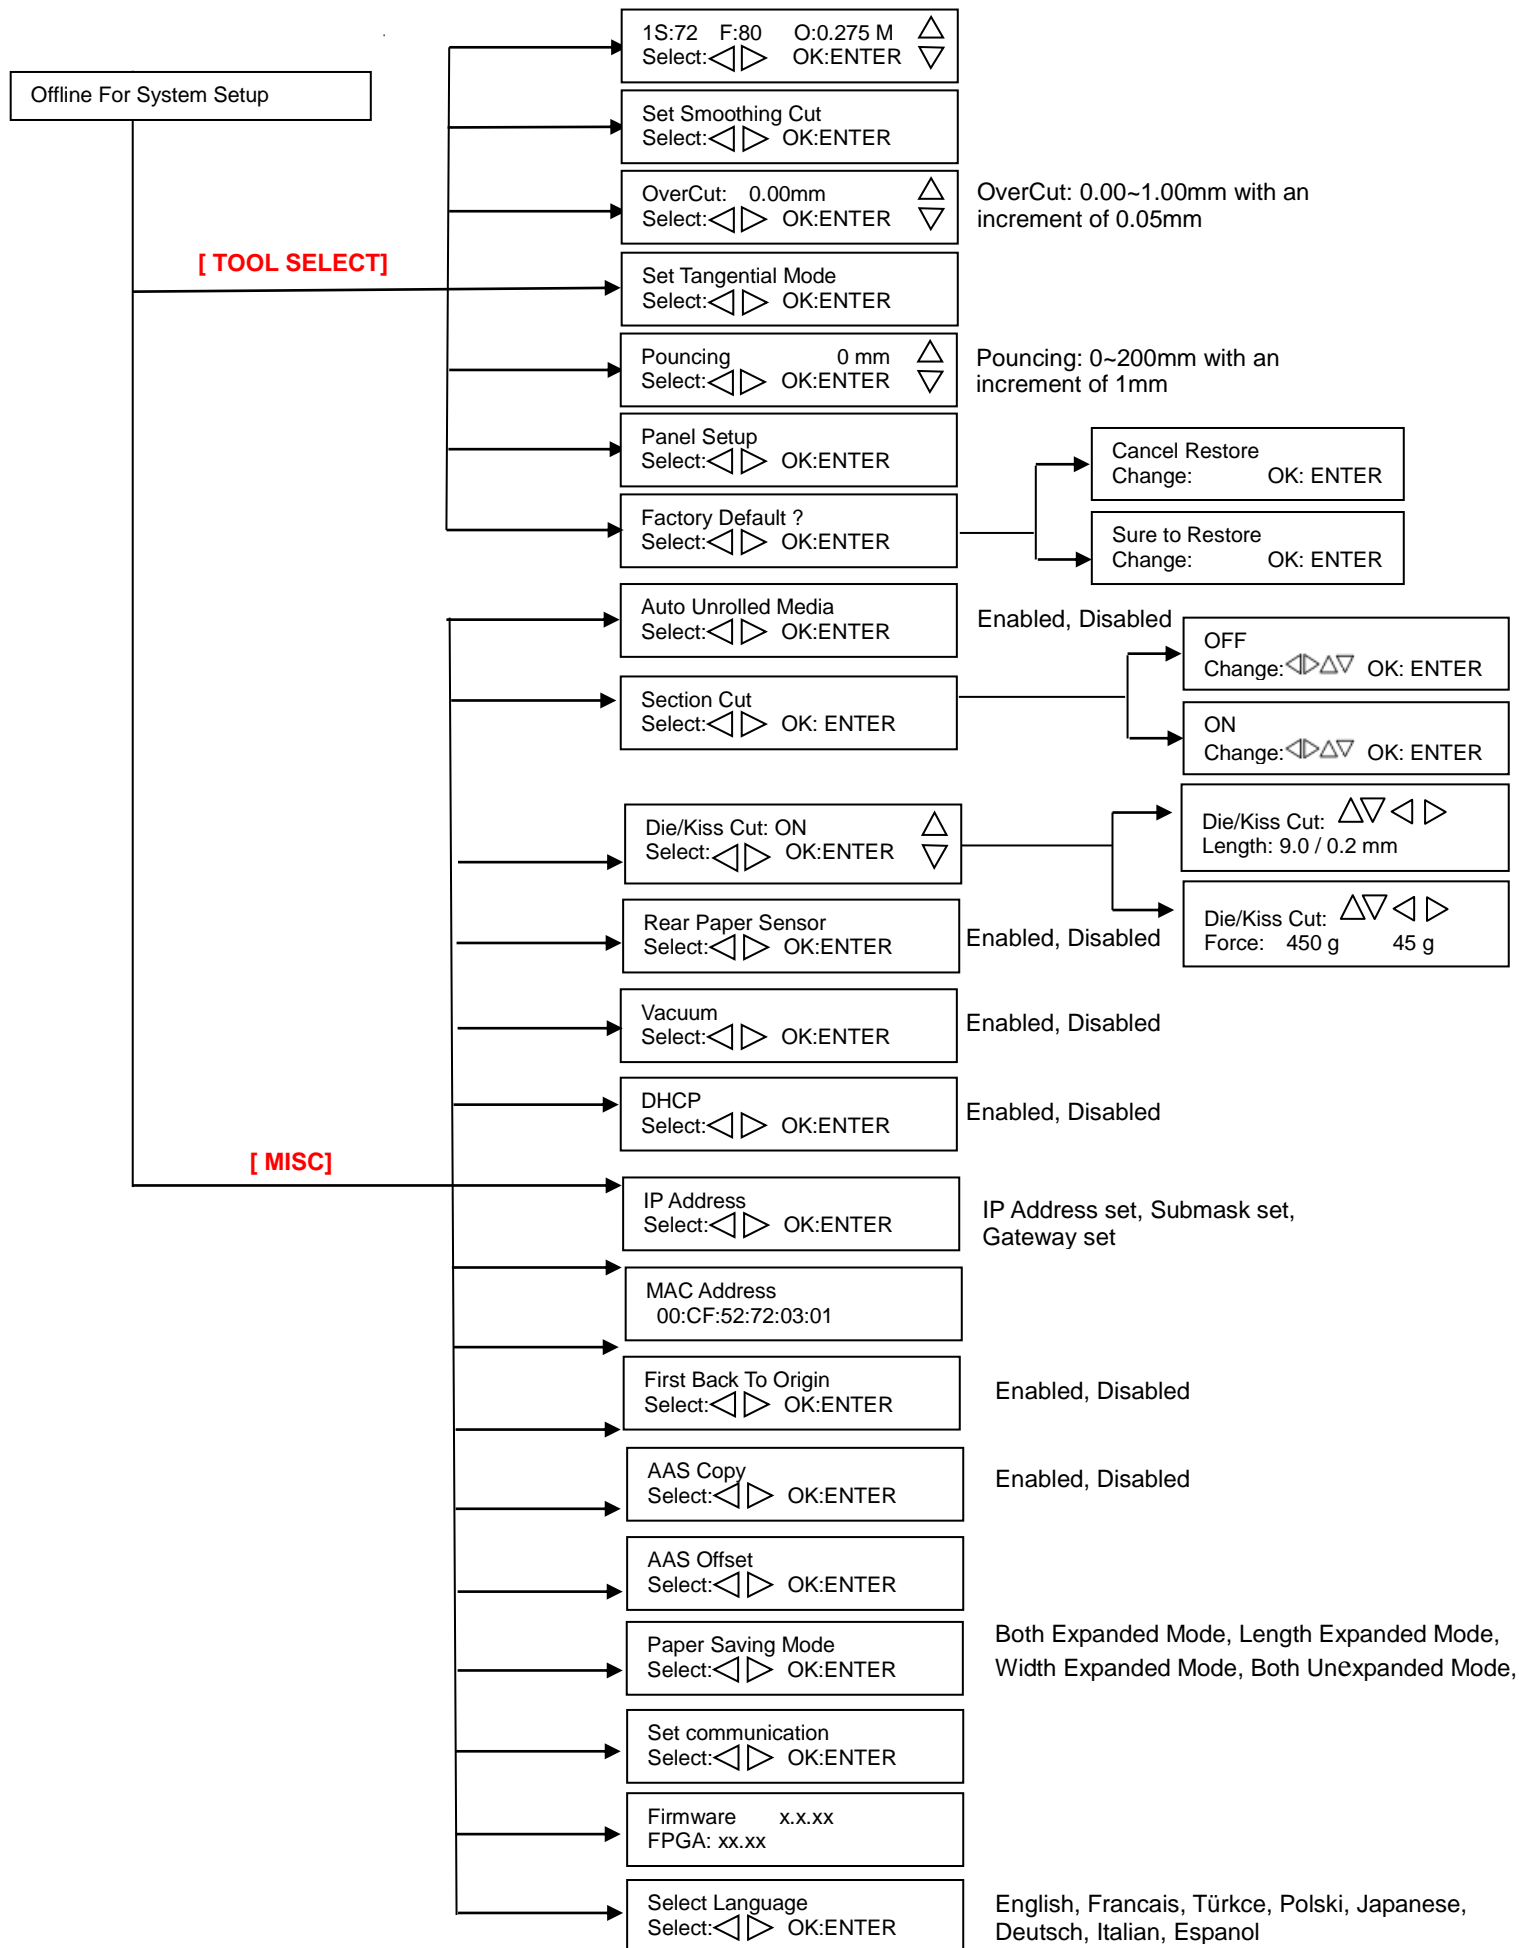 1S:72 F:80 O:0.275 M
Select: OK:ENTER
Offline For System Setup
Set Smoothing Cut
Select: OK:ENTER
OverCut: 0.00mm
Select: OK:ENTER
OverCut: 0.00~1.00mm with an
increment of 0.05mm
[ TOOL SELECT]
Set Tangential Mode
Select: OK:ENTER
Pouncing 0 mm
Select: OK:ENTER
Pouncing: 0~200mm with an
increment of 1mm
Panel Setup
Select: OK:ENTER
Cancel Restore
Change: OK: ENTER
Factory Default ?
Select: OK:ENTER
Sure to Restore
Change: OK: ENTER
Auto Unrolled Media
Select: OK:ENTER
Enabled, Disabled
OFF
Change: OK: ENTER
Section Cut
Select: OK: ENTER
ON
Change: OK: ENTER
Die/Kiss Cut: ON
Select: OK:ENTER
Die/Kiss Cut:
Length: 9.0 / 0.2 mm
Die/Kiss Cut:
Force: 450 g 45 g
Rear Paper Sensor
Select: OK:ENTER
Enabled, Disabled
Vacuum
Select: OK:ENTER
Enabled, Disabled
DHCP
Select: OK:ENTER
Enabled, Disabled
[ MISC]
IP Address
Select: OK:ENTER
IP Address set, Submask set,
Gateway set
MAC Address
00:CF:52:72:03:01
First Back To Origin
Select: OK:ENTER
Enabled, Disabled
AAS Copy
Select: OK:ENTER
Enabled, Disabled
AAS Offset
Select: OK:ENTER
Paper Saving Mode
Select: OK:ENTER
Both Expanded Mode, Length Expanded Mode,
Width Expanded Mode, Both Unexpanded Mode,
Set communication
Select: OK:ENTER
Firmware x.x.xx
FPGA: xx.xx
Select Language
Select: OK:ENTER
English, Francais, Türkce, Polski, Japanese,
Deutsch, Italian, Espanol